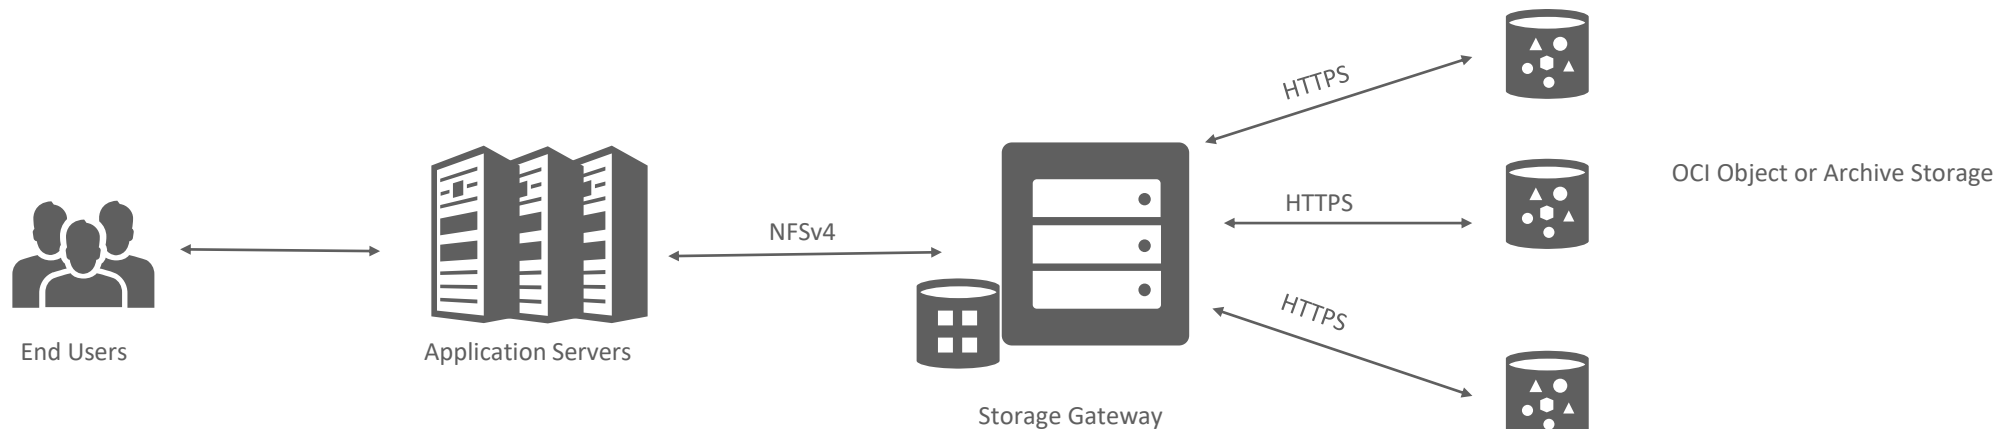 HTTPS
OCI Object or Archive Storage
HTTPS
NFSv4
HTTPS
End Users
Application Servers
Storage Gateway